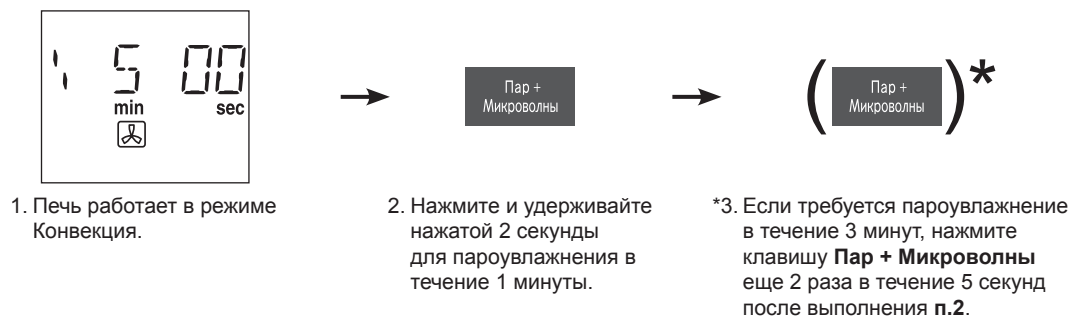 5 00
min sec
Пар +
Микроволны
(Пар +
Микроволны)*
1. Печь работает в режиме
Конвекция.
2. Нажмите и удерживайте
нажатой 2 секунды
для пароувлажнения в
течение 1 минуты.
*3. Если требуется пароувлажнение
в течение 3 минут, нажмите
клавишу Пар + Микроволны
еще 2 раза в течение 5 секунд
после выполнения п.2.